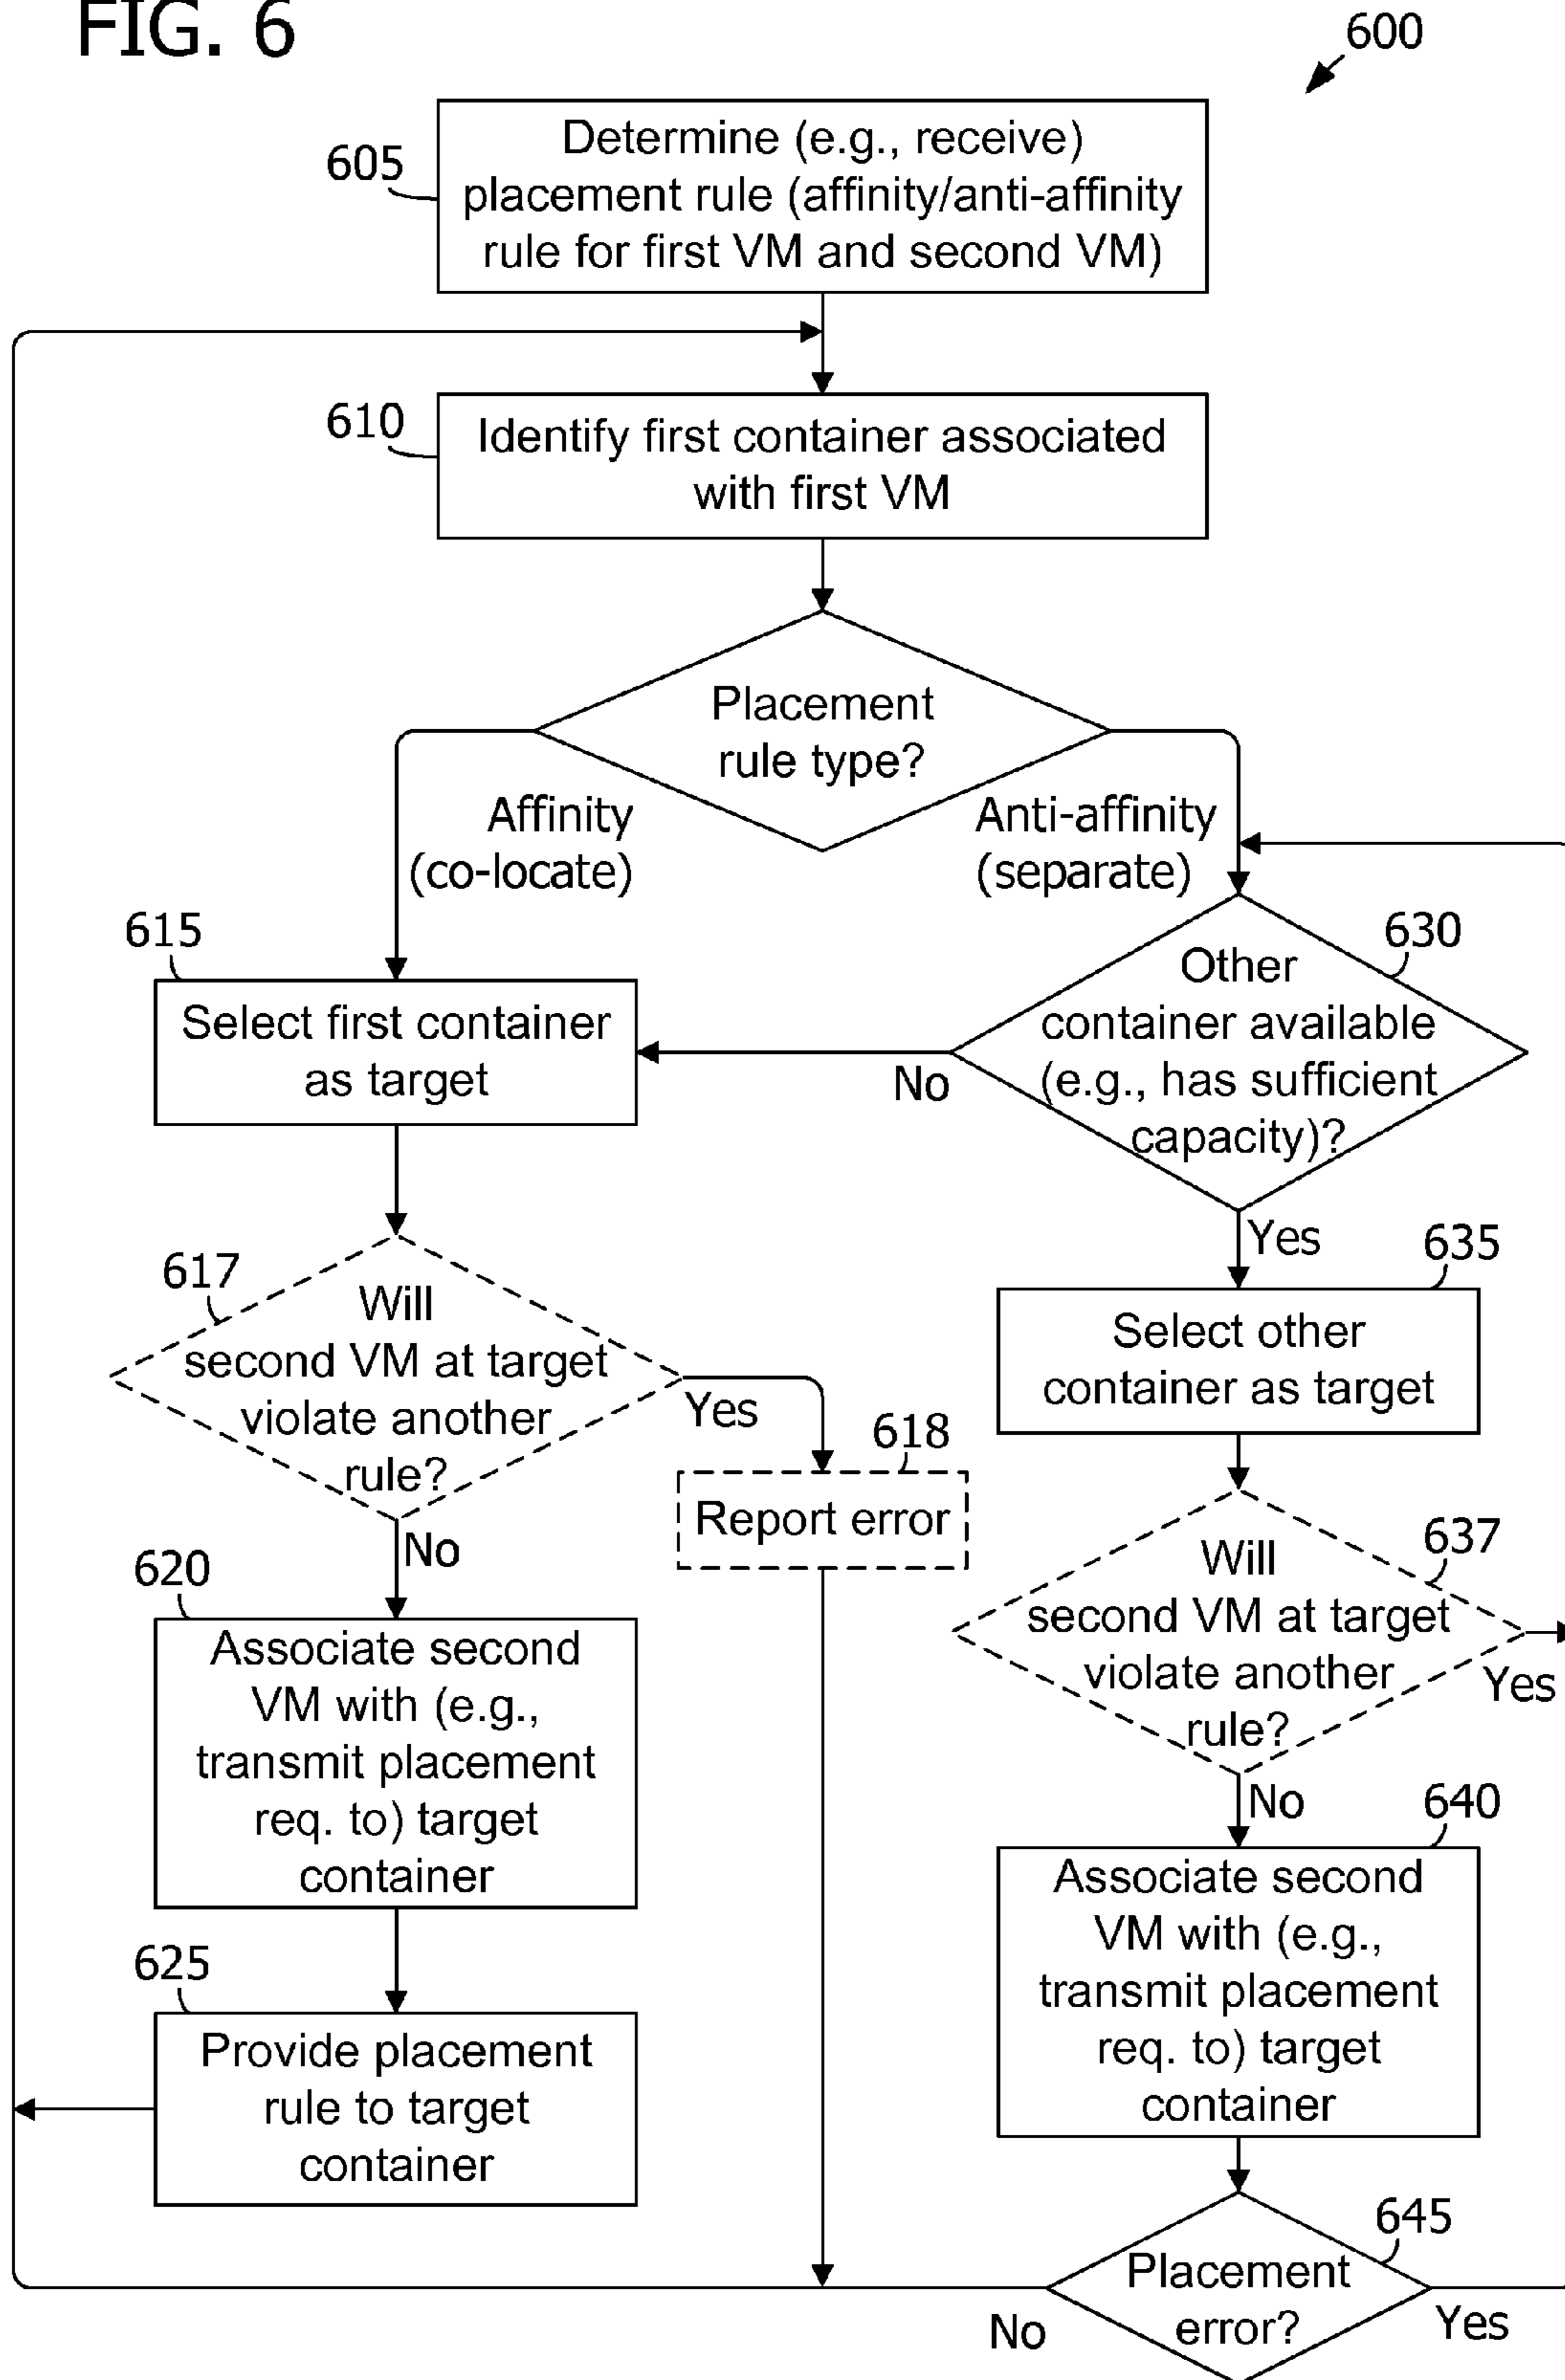 FIG. 6
600
605
Determine (e.g., receive)
placement rule (affinity/anti-affinity
rule for first VM and second VM)
610
Identify first container associated
with first VM
Placement
rule type?
Affinity
(co-locate)
Anti-affinity
(separate)
615
Select first container
as target
630
Other
container available
(e.g., has sufficient
capacity)?
No
Yes
617
Will
second VM at target
violate another
rule?
Yes
618
Report error
No
635
Select other
container as target
637
Will
second VM at target
violate another
rule?
Yes
No
620
Associate second
VM with (e.g.,
transmit placement
req. to) target
container
640
Associate second
VM with (e.g.,
transmit placement
req. to) target
container
625
Provide placement
rule to target
container
645
Placement
error?
No
Yes